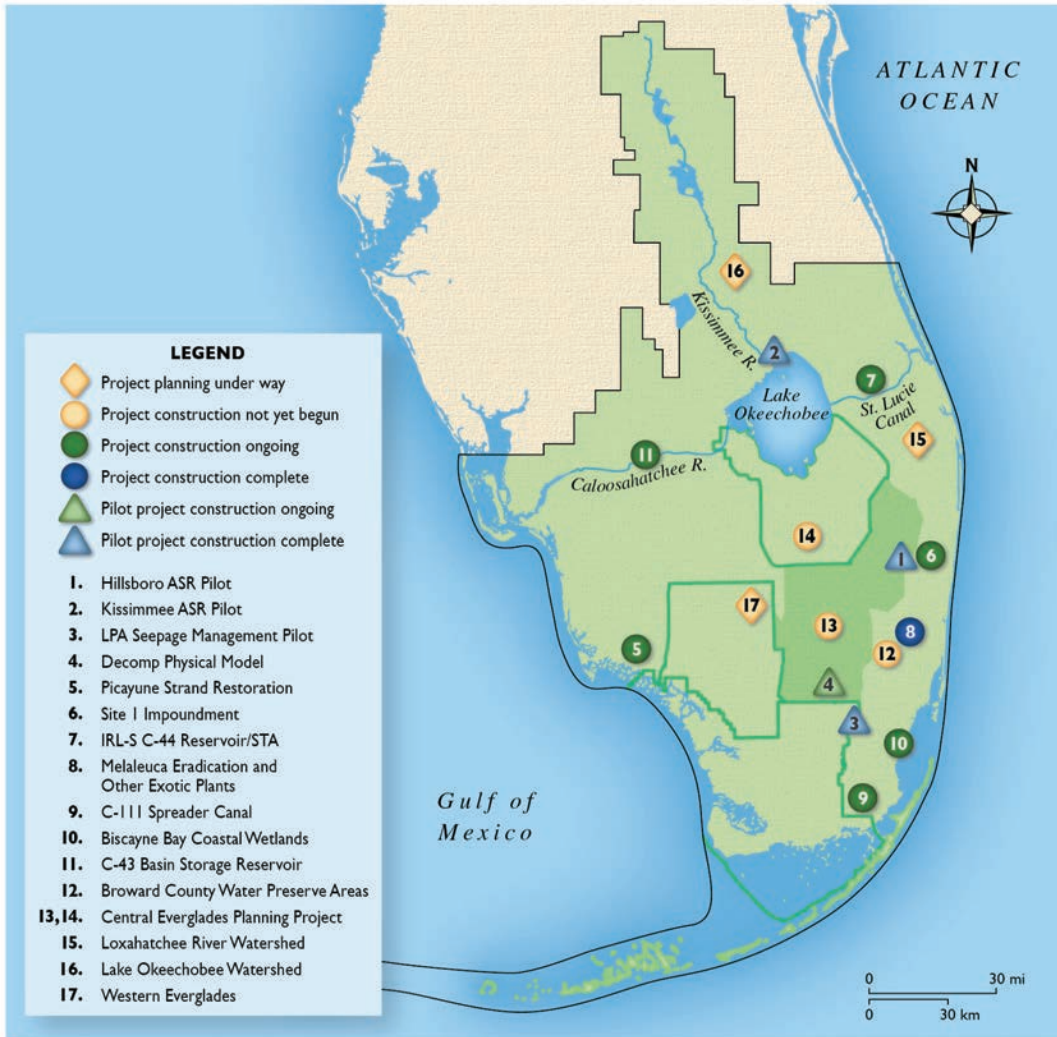 ATLANTIC
OCEAN
N
16
Kissimmee R.
2
Lake
Okeechobee
7
St. Lucie
Canal
15
11
Caloosahatchee R.
14
1
6
17
13
8
12
5
4
3
10
9
Gulf of
Mexico
LEGEND
Project planning under way
Project construction not yet begun
Project construction ongoing
Project construction complete
Pilot project construction ongoing
Pilot project construction complete
1. Hillsboro ASR Pilot
2. Kissimmee ASR Pilot
3. LPA Seepage Management Pilot
4. Decomp Physical Model
5. Picayune Strand Restoration
6. Site 1 Impoundment
7. IRL-S C-44 Reservoir/STA
8. Melaleuca Eradication and
Other Exotic Plants
9. C-111 Spreader Canal
10. Biscayne Bay Coastal Wetlands
11. C-43 Basin Storage Reservoir
12. Broward County Water Preserve Areas
13,14. Central Everglades Planning Project
15. Loxahatchee River Watershed
16. Lake Okeechobee Watershed
17. Western Everglades
0 30 mi
0 30 km